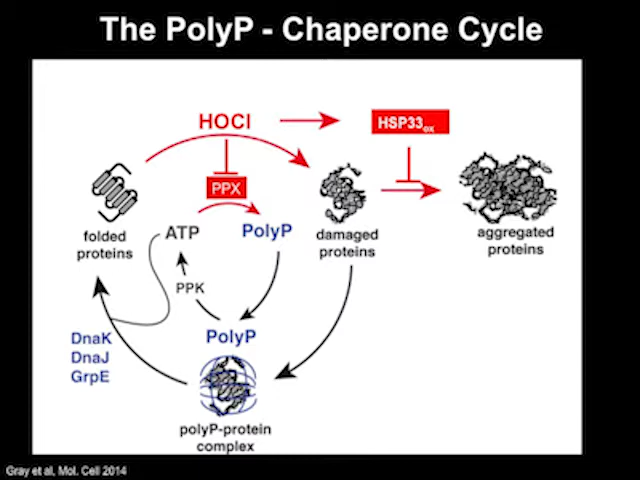 The PolyP - Chaperone Cycle
HOCl
HSP33ox
PPX
folded
proteins
ATP
PolyP
damaged
proteins
aggregated
proteins
PPK
DnaK
DnaJ
GrpE
PolyP
polyP-protein
complex
Gray et al, Mol. Cell 2014